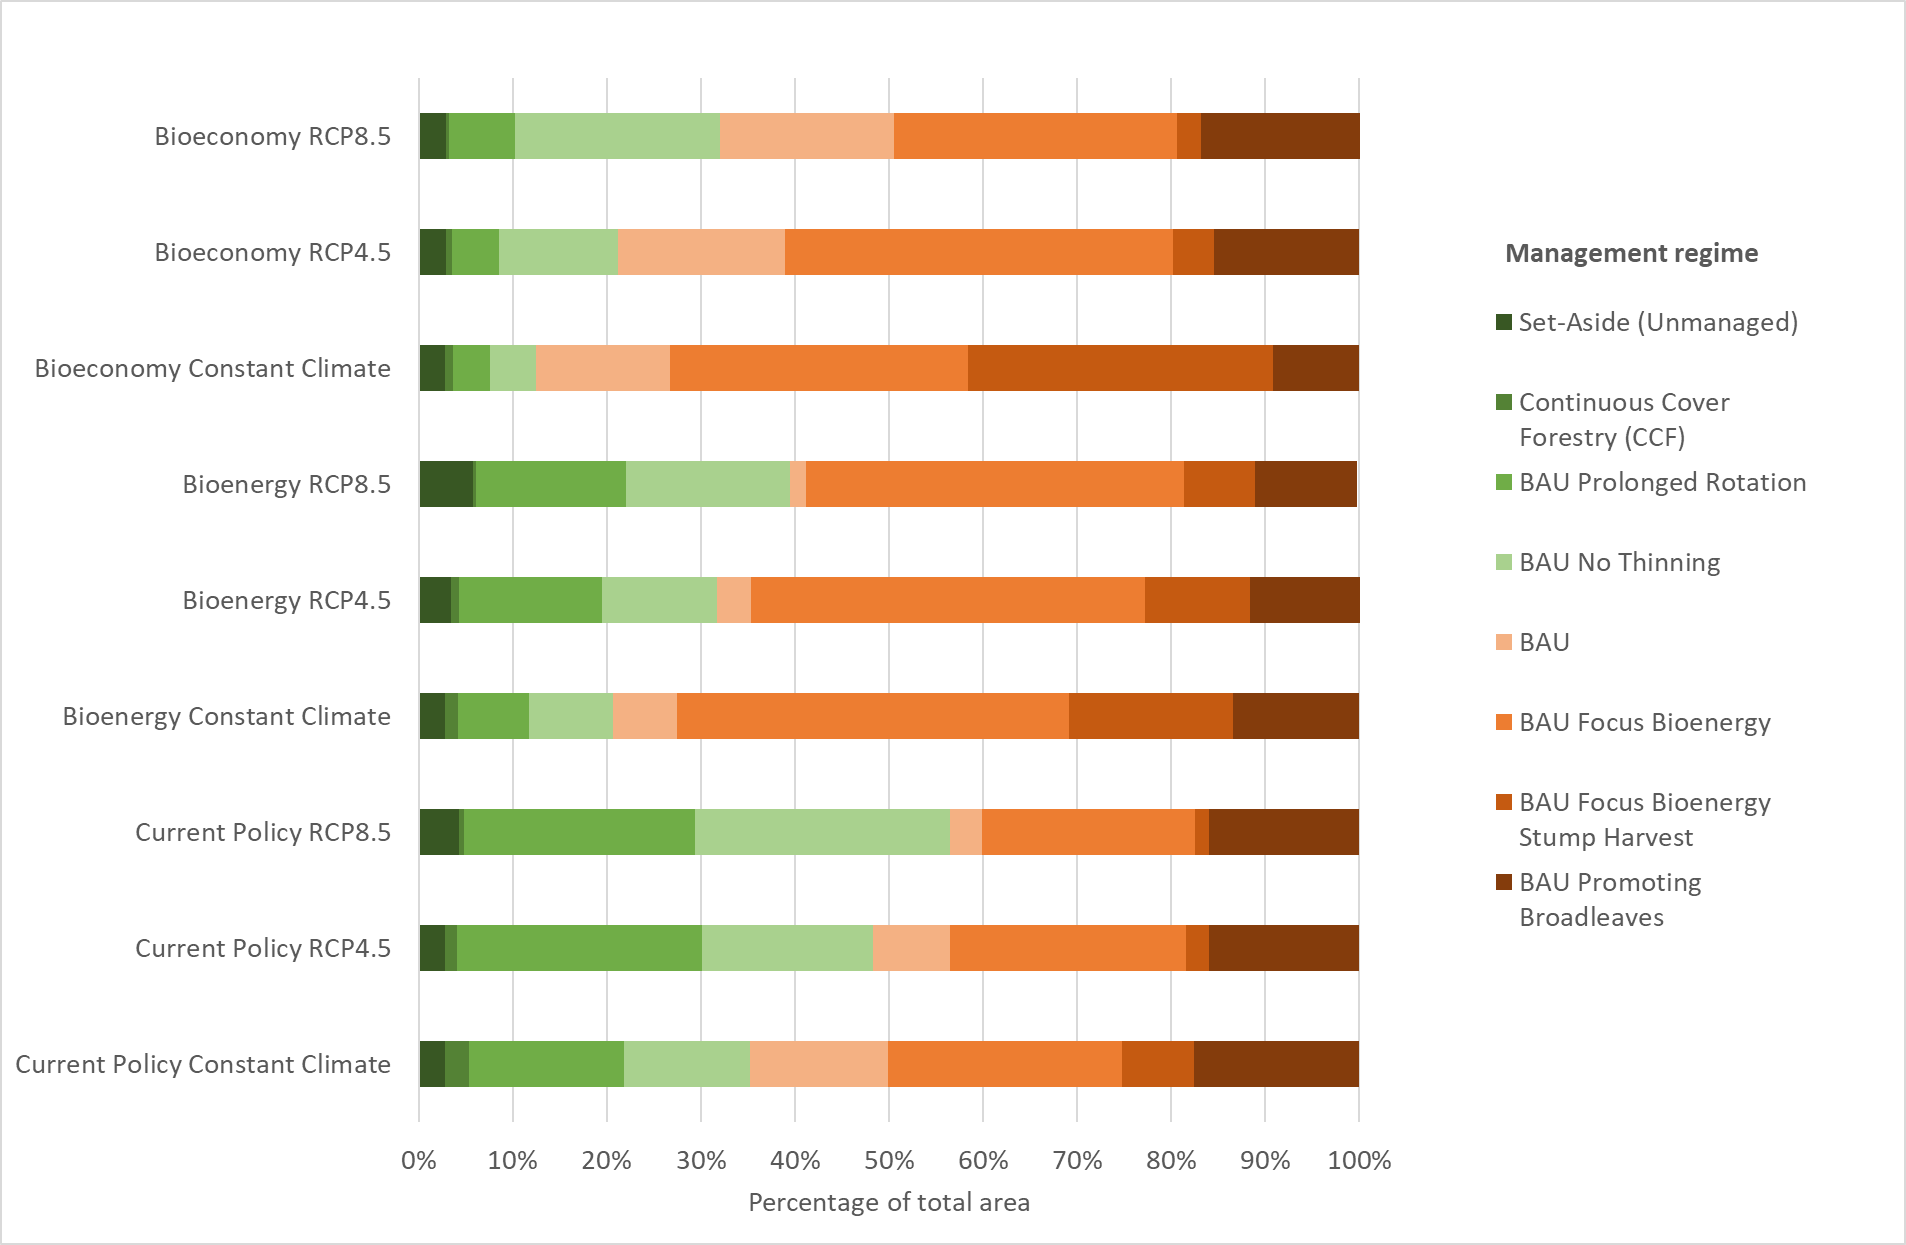 Bioeconomy RCP8.5
Bioeconomy RCP4.5
Bioeconomy Constant Climate
Bioenergy RCP8.5
Bioenergy RCP4.5
Bioenergy Constant Climate
Current Policy RCP8.5
Current Policy RCP4.5
Current Policy Constant Climate
0% 10% 20% 30% 40% 50% 60% 70% 80% 90% 100%
Percentage of total area
Management regime
Set-Aside (Unmanaged)
Continuous Cover
Forestry (CCF)
BAU Prolonged Rotation
BAU No Thinning
BAU
BAU Focus Bioenergy
BAU Focus Bioenergy
Stump Harvest
BAU Promoting
Broadleaves